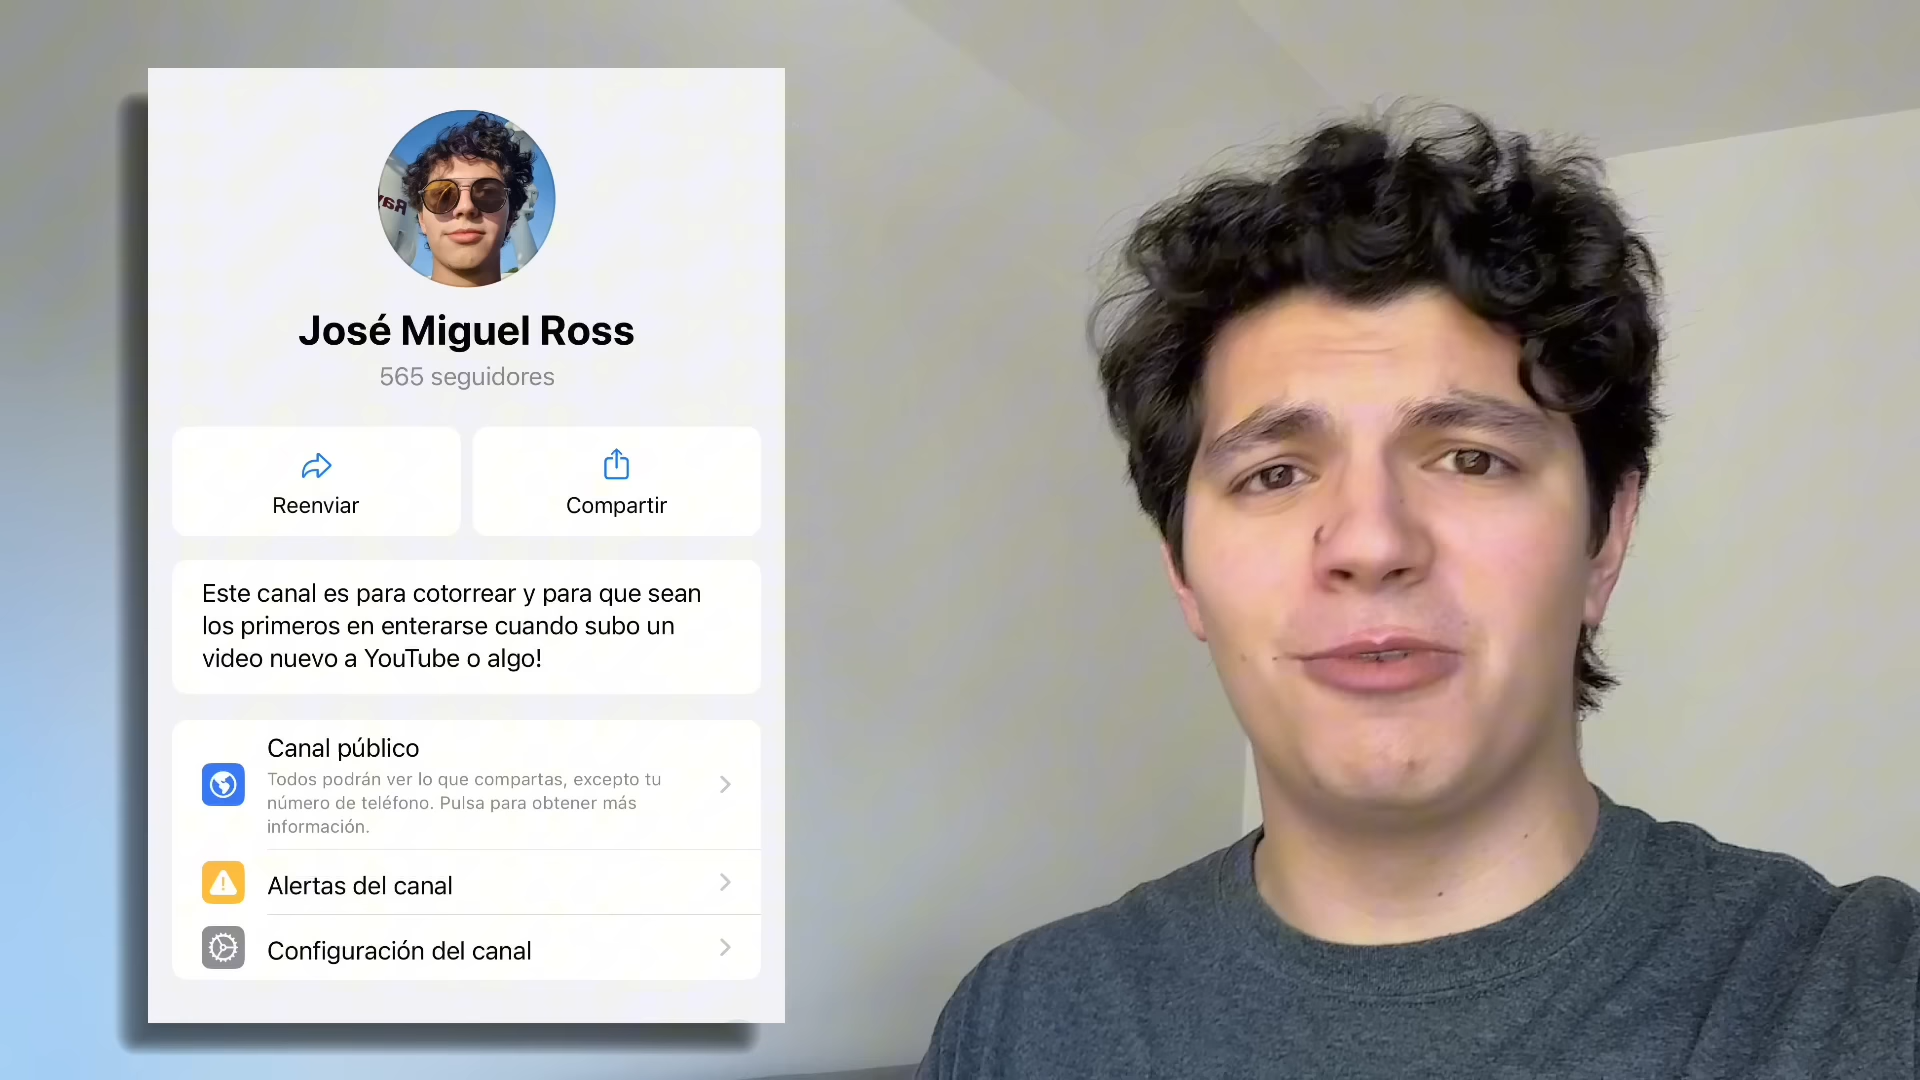 José Miguel Ross
565 seguidores
Reenviar
Compartir
Este canal es para cotorrear y para que sean
los primeros en enterarse cuando subo un
video nuevo a YouTube o algo!
Canal público
Todos podrán ver lo que compartas, excepto tu
número de teléfono. Pulsa para obtener más
información.
Alertas del canal
Configuración del canal